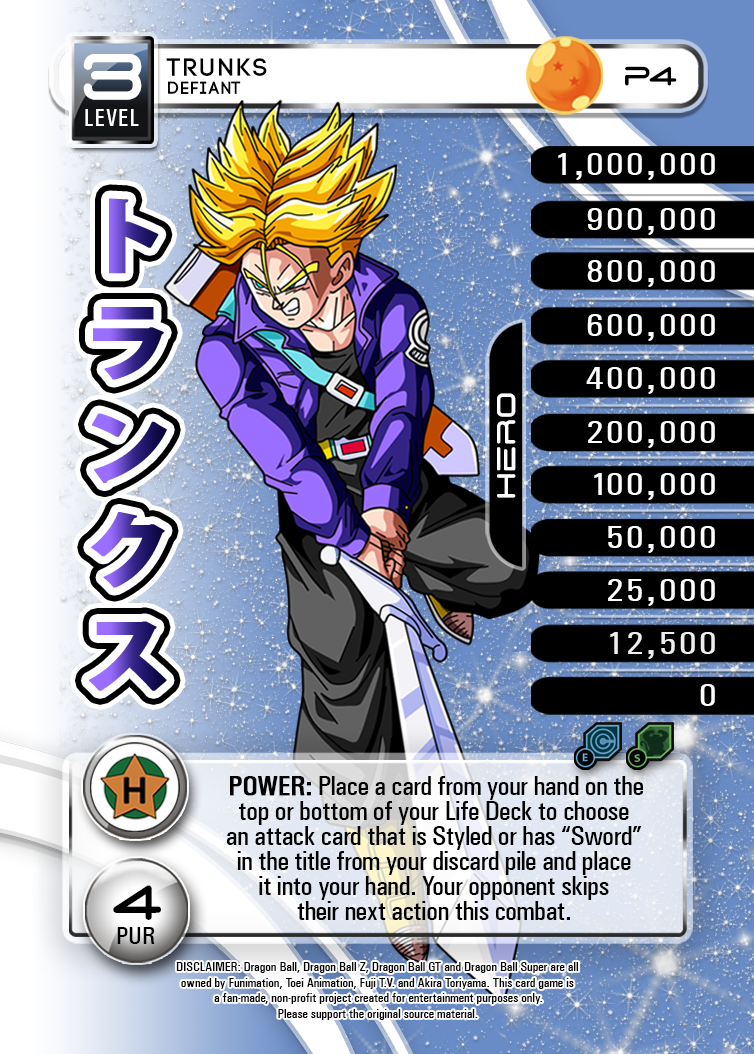 3
LEVEL
TRUNKS
DEFIANT
P4
トランクス
1,000,000
900,000
800,000
600,000
400,000
200,000
100,000
50,000
25,000
12,500
0
HERO
E
S
H
4
PUR
POWER: Place a card from your hand on the
top or bottom of your Life Deck to choose
an attack card that is Styled or has “Sword”
in the title from your discard pile and place
it into your hand. Your opponent skips
their next action this combat.
DISCLAIMER: Dragon Ball, Dragon Ball Z, Dragon Ball GT and Dragon Ball Super are all
owned by Funimation, Toei Animation, Fuji T.V. and Akira Toriyama. This card game is
a fan-made, non-profit project created for entertainment purposes only.
Please support the original source material.